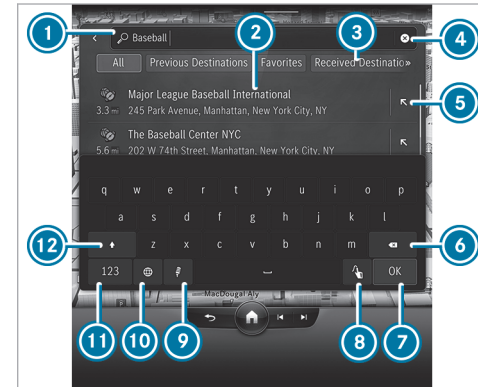 1
2
3
4
Baseball
All Previous Destinations Favorites Received Destinatio»
Major League Baseball International
3.3 mi 245 Park Avenue, Manhattan, New York City, NY
5
The Baseball Center NYC
5.6 mi 202 W 74th Street, Manhattan, New York City, NY
q w e r t y u i o p
a s d f g h j k l
12 z x c v b n m 6
123 OK
MacDougal Aly
11 10 9 8 7